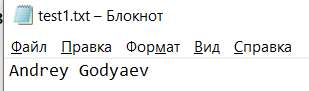 test1.txt – Блокнот
Файл Правка Формат Вид Справка
Andrey Godyaev